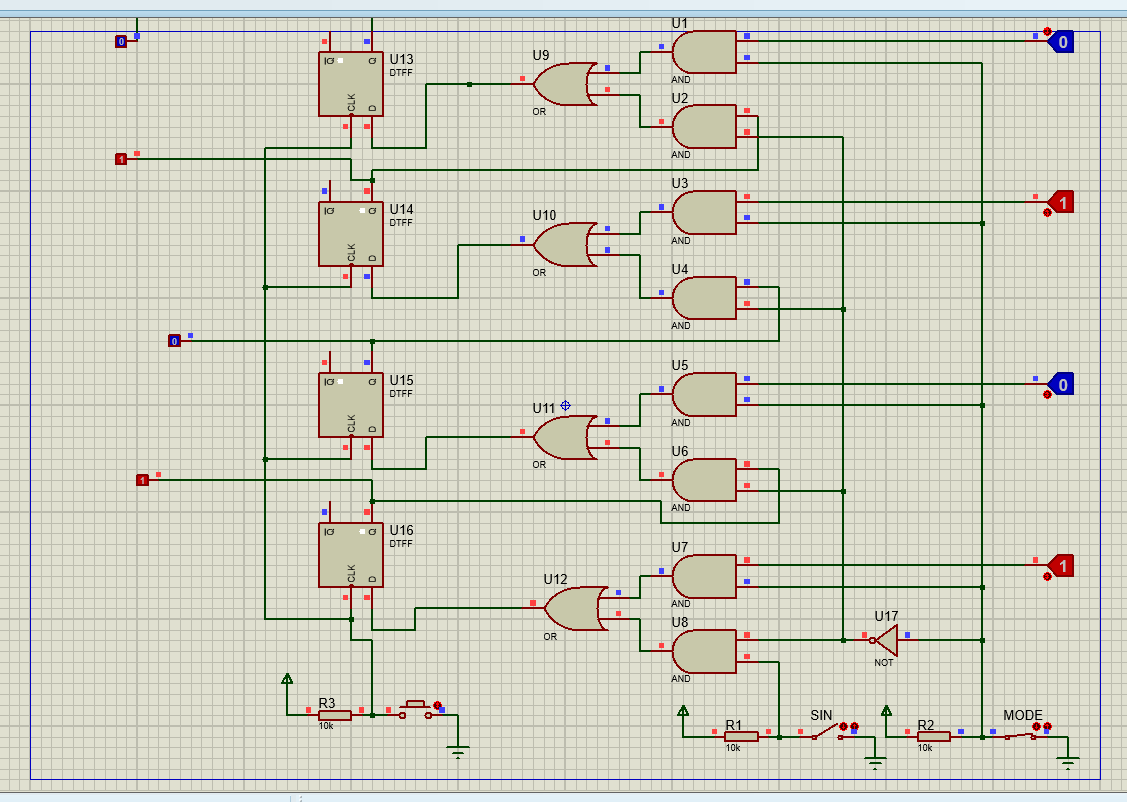 U1
0
0
U13
DTFF
Q
Q
CLK
D
U9
OR
AND
U2
AND
1
U14
DTFF
Q
Q
CLK
D
U10
OR
U3
AND
1
U4
AND
0
U15
DTFF
Q
Q
CLK
D
U11
OR
U5
AND
0
U6
AND
1
U16
DTFF
Q
Q
CLK
D
U12
OR
U7
AND
1
U8
AND
U17
NOT
R3
10k
R1
10k
SIN
R2
10k
MODE